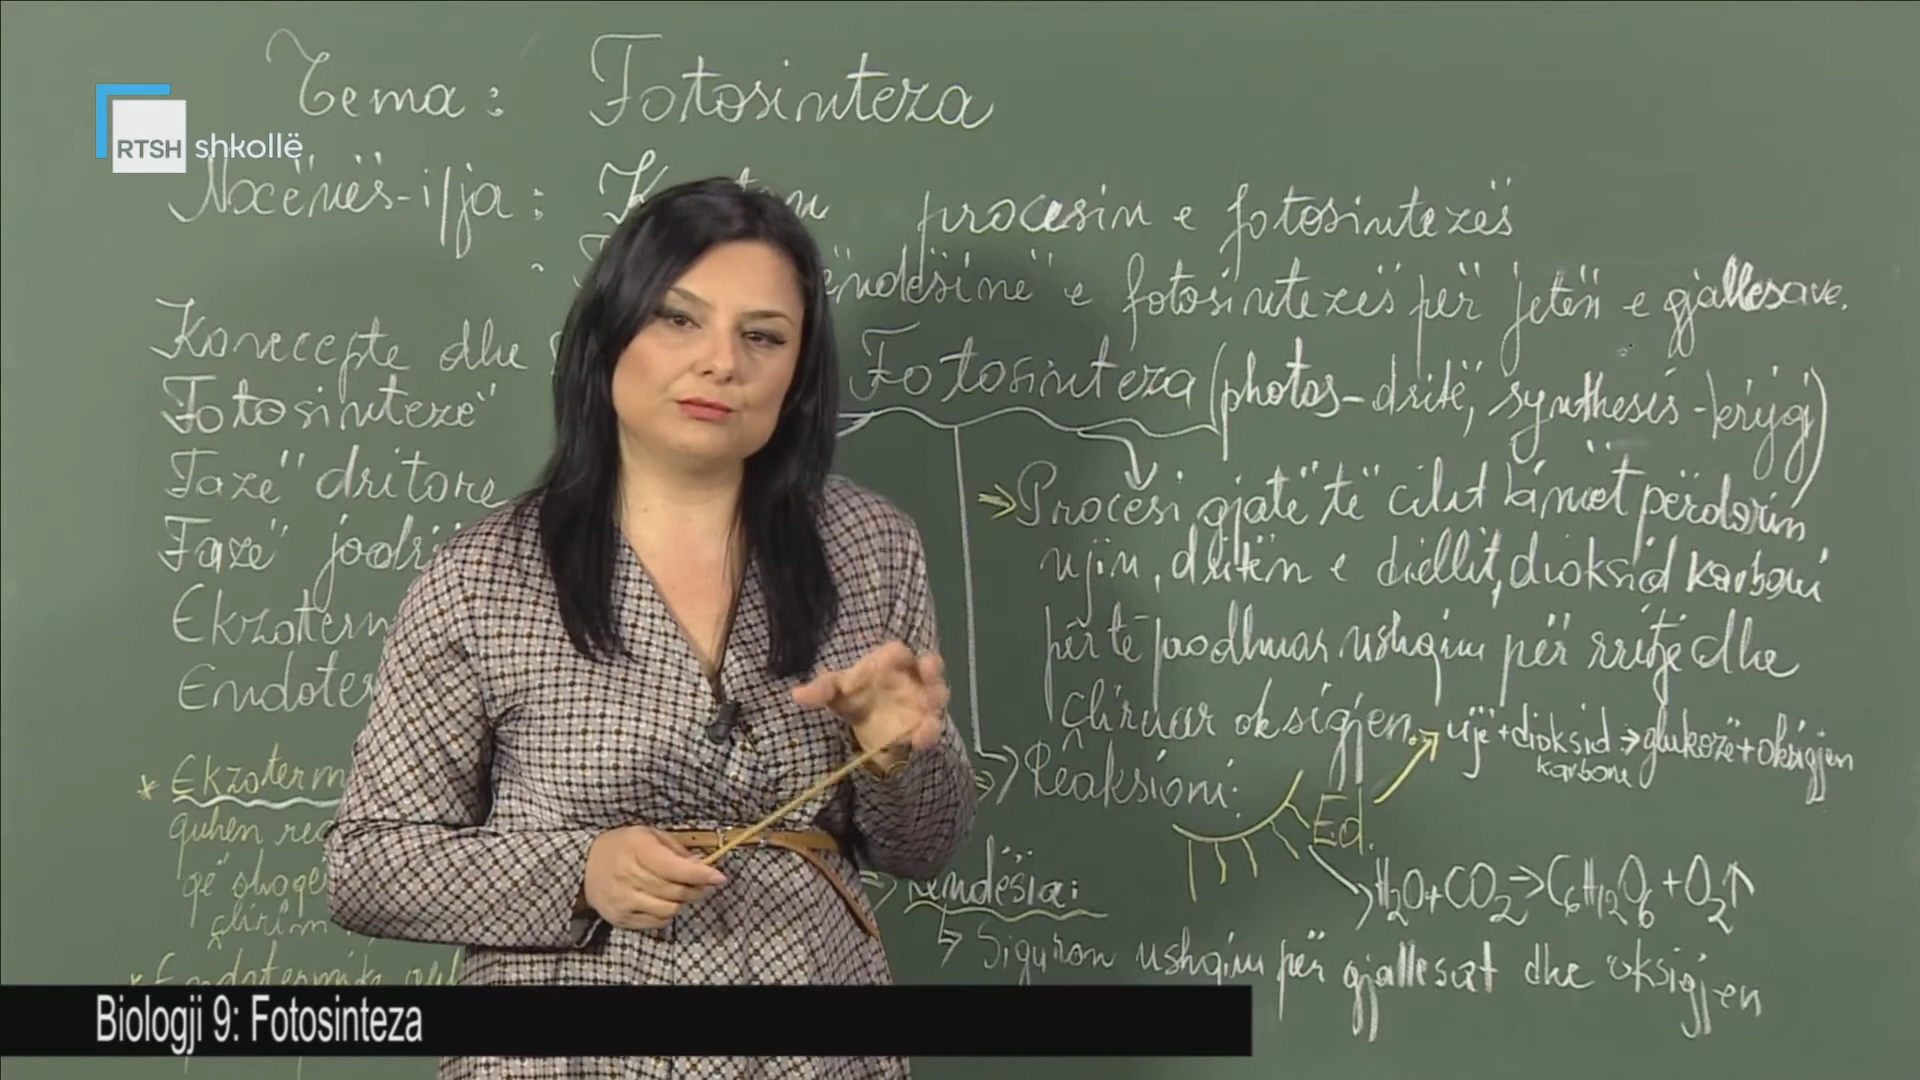 Tema: Fotosinteza
RTSH shkollë
Nxënës-i/ja: procesin e fotosintezës
rëndësinë e fotosintezës për jetën e gjallesave.
Koncepte dhe
Fotosinteza (photos-dritë, synthesis-krijoj)
Fotosintezë
Fazë dritore
Fazë
Ekzoterm
Endoter
⇒ Procesi gjatë të cilit bimët përdorin
ujin, dritën e diellit, dioksid karboni
për të prodhuar ushqim për rritje dhe
çliruar oksigjen.
Reaksioni:
Ed.
ujë + dioksid karboni → glukozë + oksigjen
H2O + CO2 → C6H12O6 + O2↑
* Ekzoterm
quhen
që shoqë
çlirim
Rëndësia:
Siguron ushqim për gjallesat dhe oksigjen
Biologji 9: Fotosinteza